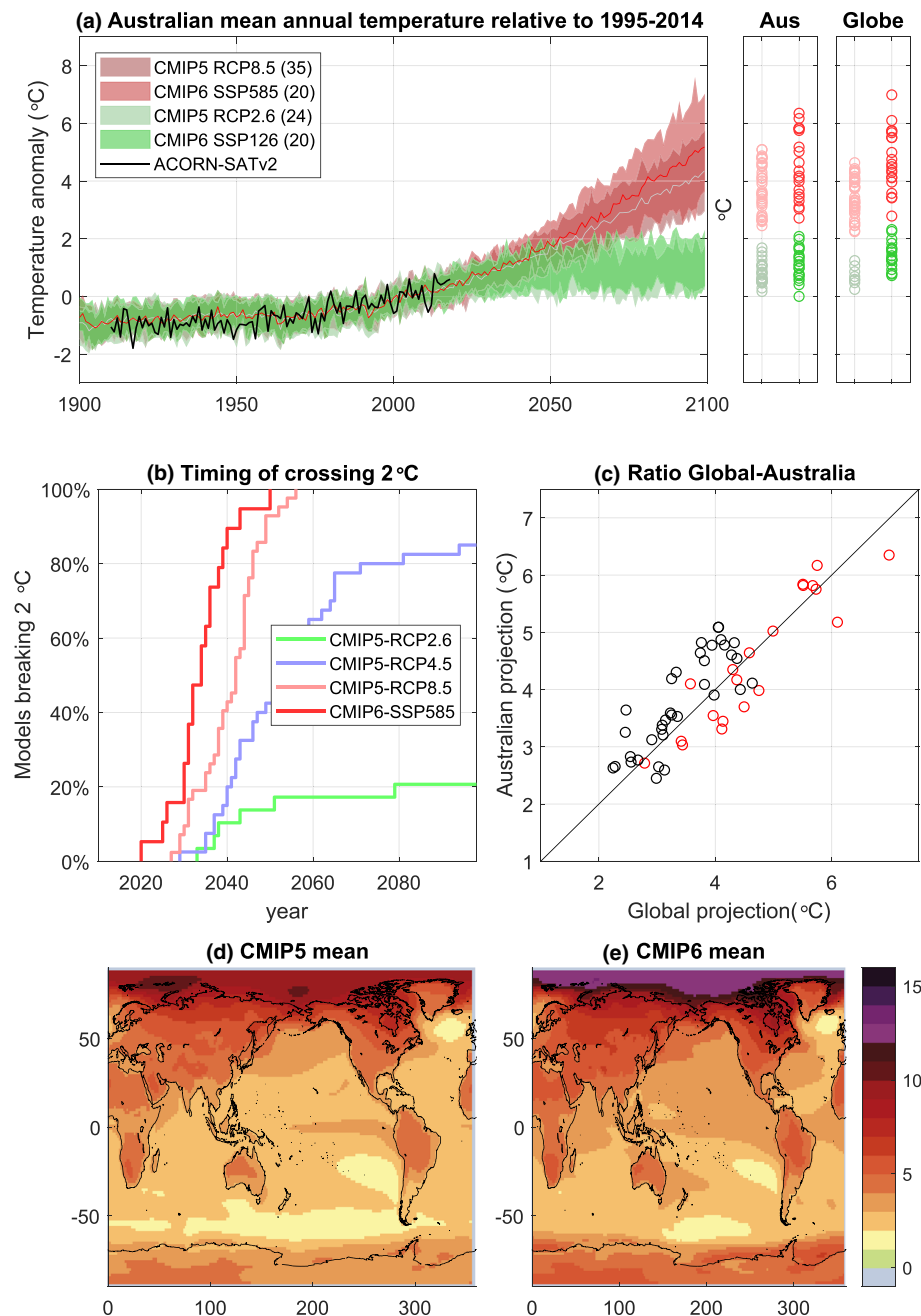 (a) Australian mean annual temperature relative to 1995-2014
Aus
Globe
Temperature anomaly (°C)
8
6
4
2
0
-2
CMIP5 RCP8.5 (35)
CMIP6 SSP585 (20)
CMIP5 RCP2.6 (24)
CMIP6 SSP126 (20)
ACORN-SATv2
°C
1900
1950
2000
2050
2100
(b) Timing of crossing 2 °C
Models breaking 2 °C
100%
80%
60%
40%
20%
0%
CMIP5-RCP2.6
CMIP5-RCP4.5
CMIP5-RCP8.5
CMIP6-SSP585
2020
2040
2060
2080
year
(c) Ratio Global-Australia
Australian projection (°C)
7
6
5
4
3
2
1
2
4
6
Global projection(°C)
(d) CMIP5 mean
50
0
-50
0
100
200
300
(e) CMIP6 mean
50
0
-50
0
100
200
300
15
10
5
0